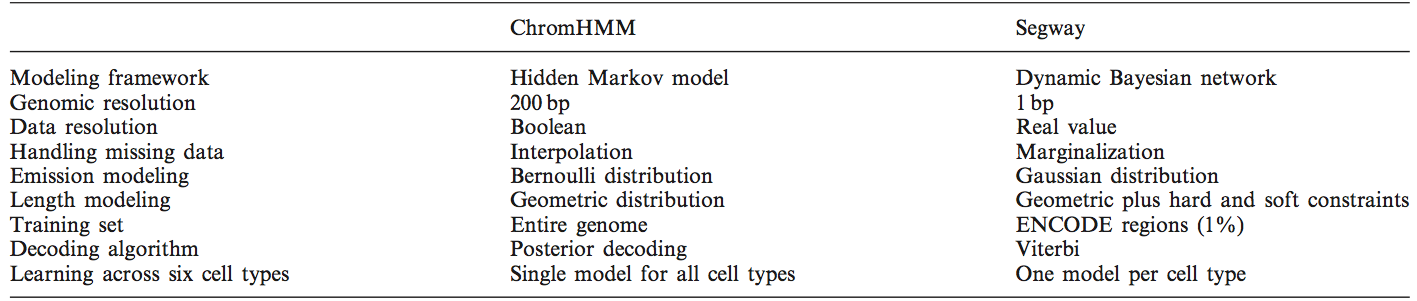 ChromHMM Segway
Modeling framework Hidden Markov model Dynamic Bayesian network
Genomic resolution 200 bp 1 bp
Data resolution Boolean Real value
Handling missing data Interpolation Marginalization
Emission modeling Bernoulli distribution Gaussian distribution
Length modeling Geometric distribution Geometric plus hard and soft constraints
Training set Entire genome ENCODE regions (1%)
Decoding algorithm Posterior decoding Viterbi
Learning across six cell types Single model for all cell types One model per cell type